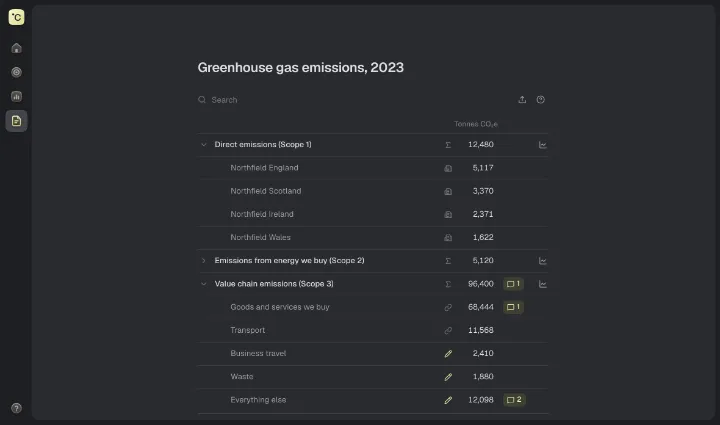 °C
Greenhouse gas emissions, 2023
Search
Tonnes CO₂e
Direct emissions (Scope 1) Σ 12,480
Northfield England 5,117
Northfield Scotland 3,370
Northfield Ireland 2,371
Northfield Wales 1,622
Emissions from energy we buy (Scope 2) Σ 5,120
Value chain emissions (Scope 3) Σ 96,400 1
Goods and services we buy 68,444 1
Transport 11,568
Business travel 2,410
Waste 1,880
Everything else 12,098 2